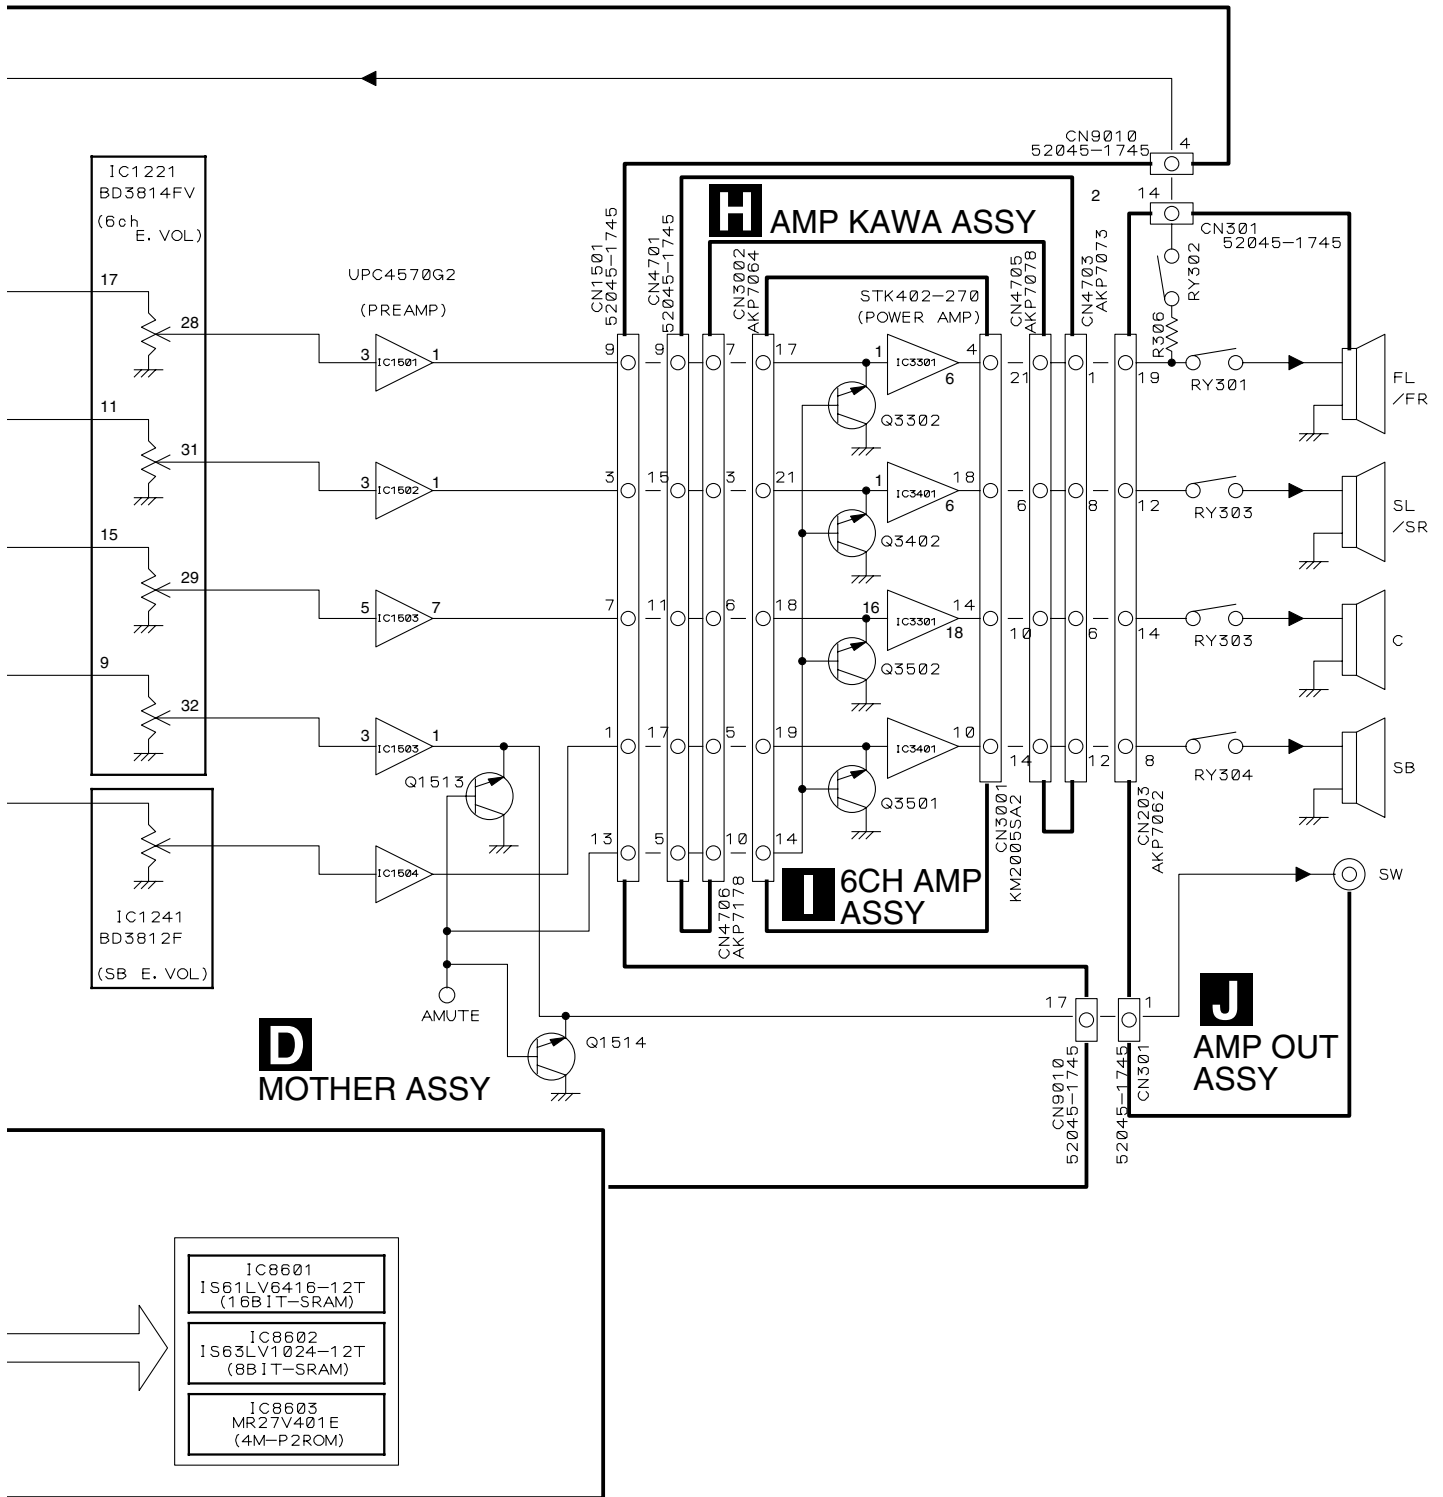 CN9010
52045-1745
4
IC1221
BD3814FV
(6ch
E. VOL)
H AMP KAWA ASSY
2
14
CN301
52045-1745
CN1501
52045-1745
CN4701
52045-1745
CN3002
AKP7064
CN4705
AKP7078
CN4703
AKP7073
RY302
R306
UPC4570G2
(PREAMP)
STK402-270
(POWER AMP)
17
28
3 IC1501 1
9 9 7 17
1 IC3301 4
6
21 1 19
RY301
FL
/FR
Q3302
11
31
3 IC1502 1
3 15 3 21
1 IC3401 18
6
6 8 12
RY303
SL
/SR
Q3402
15
29
5 IC1503 7
7 11 6 18
16 IC3301 14
18
10 6 14
RY303
C
Q3502
9
32
3 IC1503 1
1 17 5 19
IC3401 10
14 12 8
RY304
SB
Q1513
Q3501
13 5 10 14
IC1504
CN3001
KM200SSA2
CN203
AKP7062
I 6CH AMP
ASSY
SW
IC1241
BD3812F
(SB E. VOL)
CN4706
AKP7178
AMUTE
17 1
Q1514
D
MOTHER ASSY
J
AMP OUT
ASSY
CN9010
52045-1745
52045-1745
CN301
IC8601
IS61LV6416-12T
(16BIT-SRAM)
IC8602
IS63LV1024-12T
(8BIT-SRAM)
IC8603
MR27V401E
(4M-P2ROM)